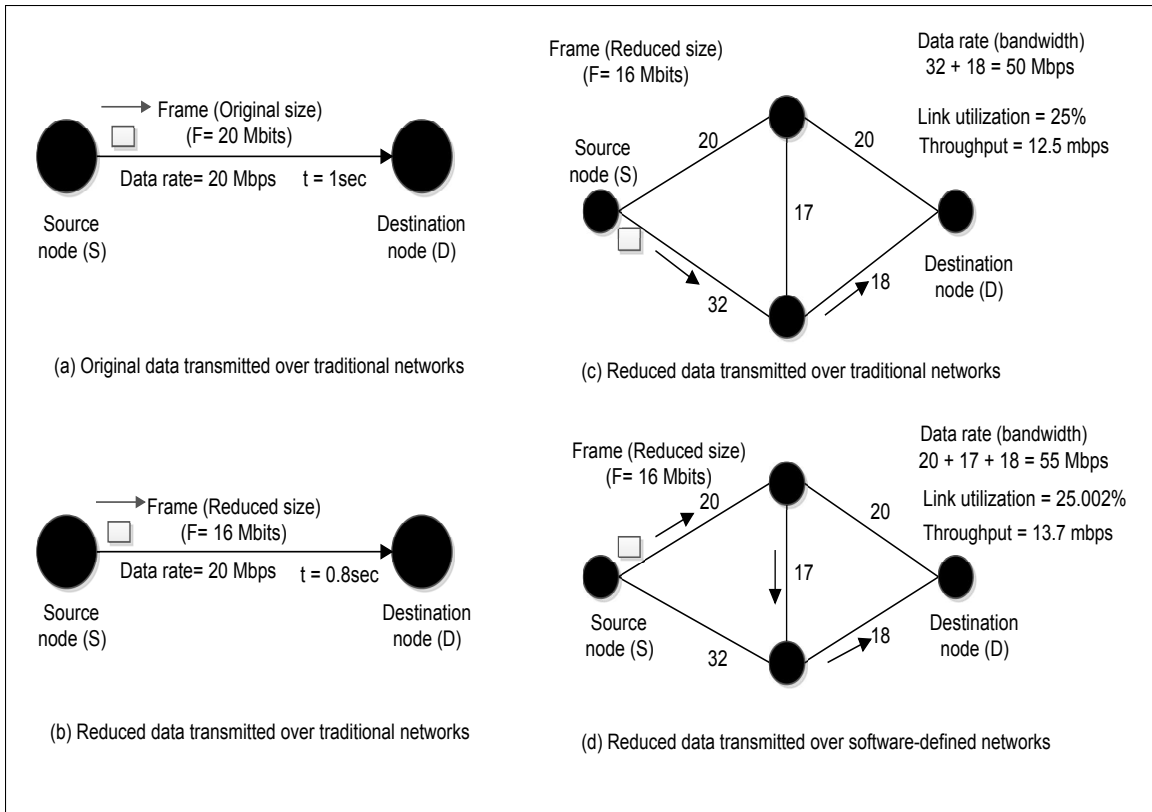 Frame (Original size)
(F= 20 Mbits)
Data rate= 20 Mbps
t = 1sec
Source
node (S)
Destination
node (D)
(a) Original data transmitted over traditional networks
Frame (Reduced size)
(F= 16 Mbits)
Data rate= 20 Mbps
t = 0.8sec
Source
node (S)
Destination
node (D)
(b) Reduced data transmitted over traditional networks
Frame (Reduced size)
(F= 16 Mbits)
Data rate (bandwidth)
32 + 18 = 50 Mbps
Link utilization = 25%
Throughput = 12.5 mbps
Source
node (S)
20
20
17
32
18
Destination
node (D)
(c) Reduced data transmitted over traditional networks
Frame (Reduced size)
(F= 16 Mbits)
Data rate (bandwidth)
20 + 17 + 18 = 55 Mbps
Link utilization = 25.002%
Throughput = 13.7 mbps
20
20
17
Source
node (S)
32
18
Destination
node (D)
(d) Reduced data transmitted over software-defined networks